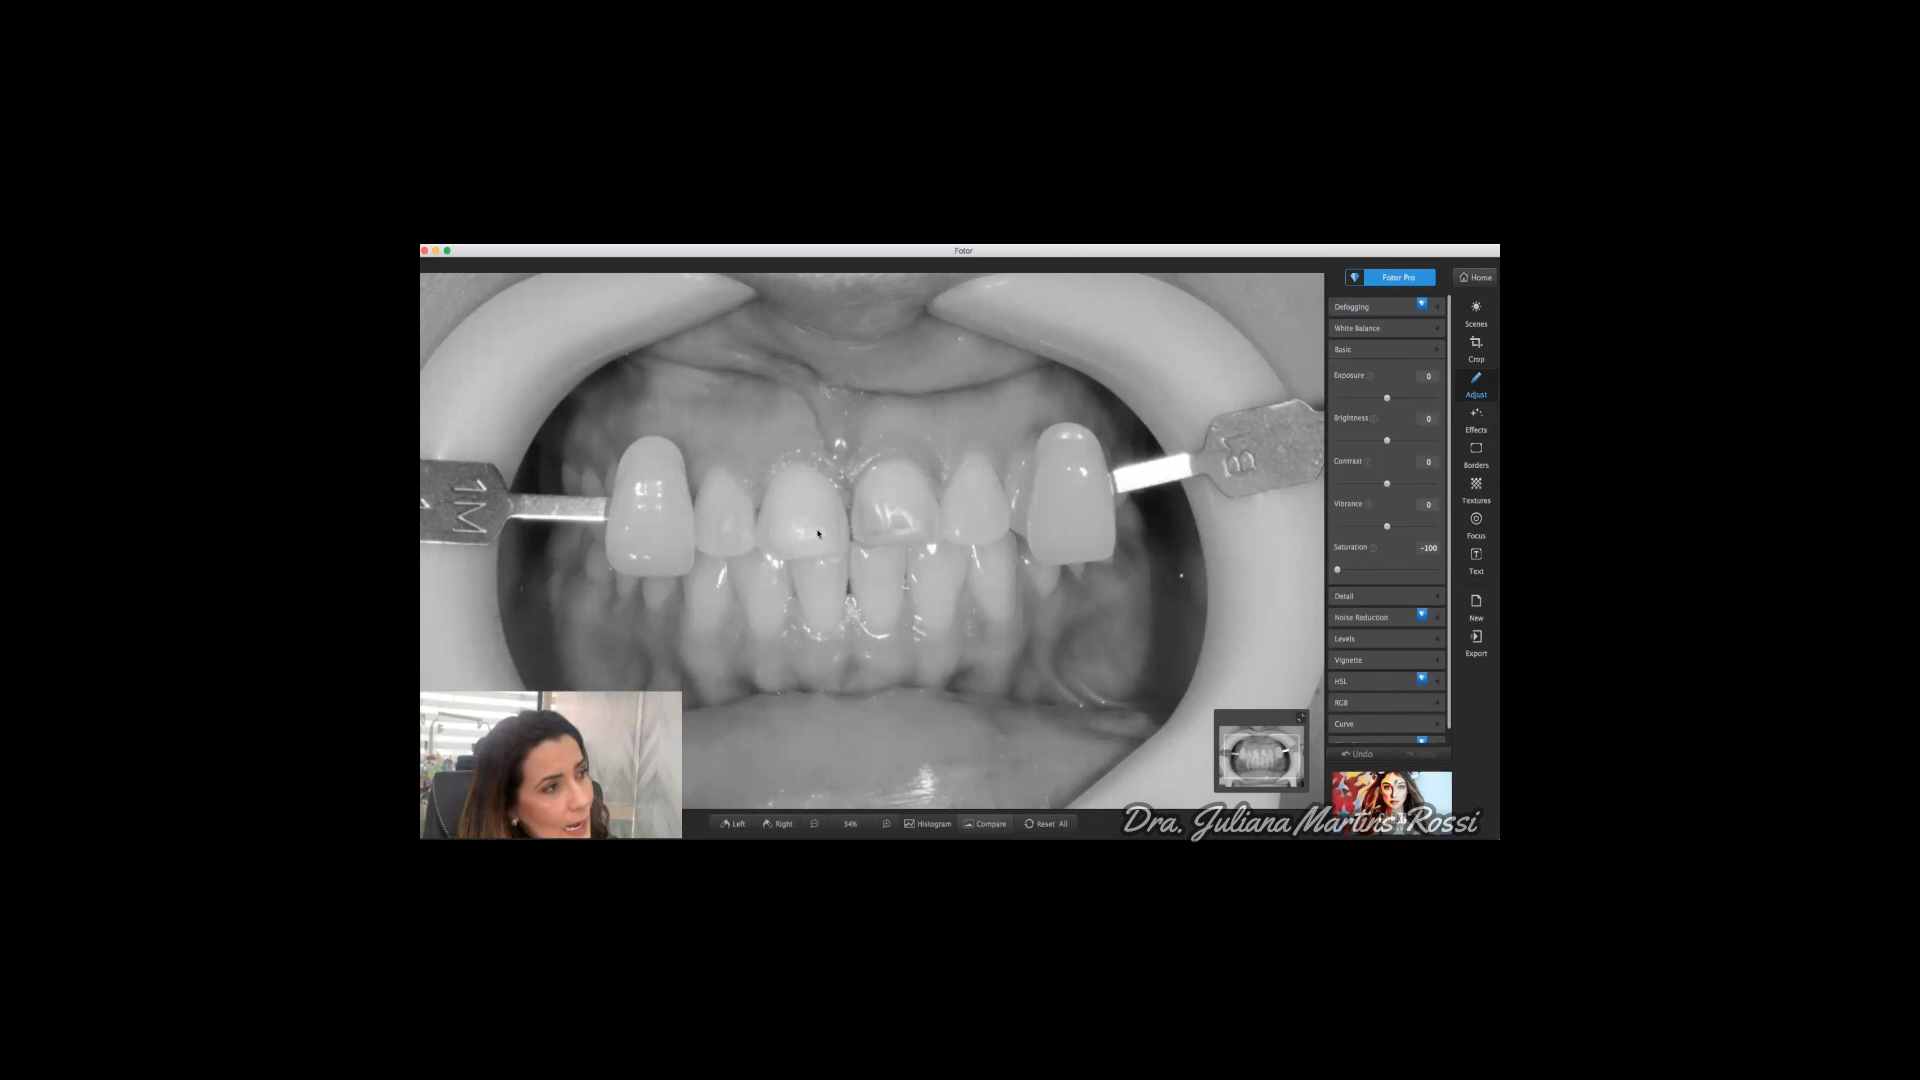 Fotor
Fotor Pro
Home
Defogging
White Balance
Basic
Exposure
0
Brightness
0
Contrast
0
Vibrance
0
Saturation
-100
Detail
Noise Reduction
Levels
Vignette
HSL
RGB
Curve
Undo
Scenes
Crop
Adjust
Effects
Borders
Textures
Focus
Text
New
Export
1M
B1
Left
Right
34%
Histogram
Compare
Reset All
Dra. Juliana Martins Rossi